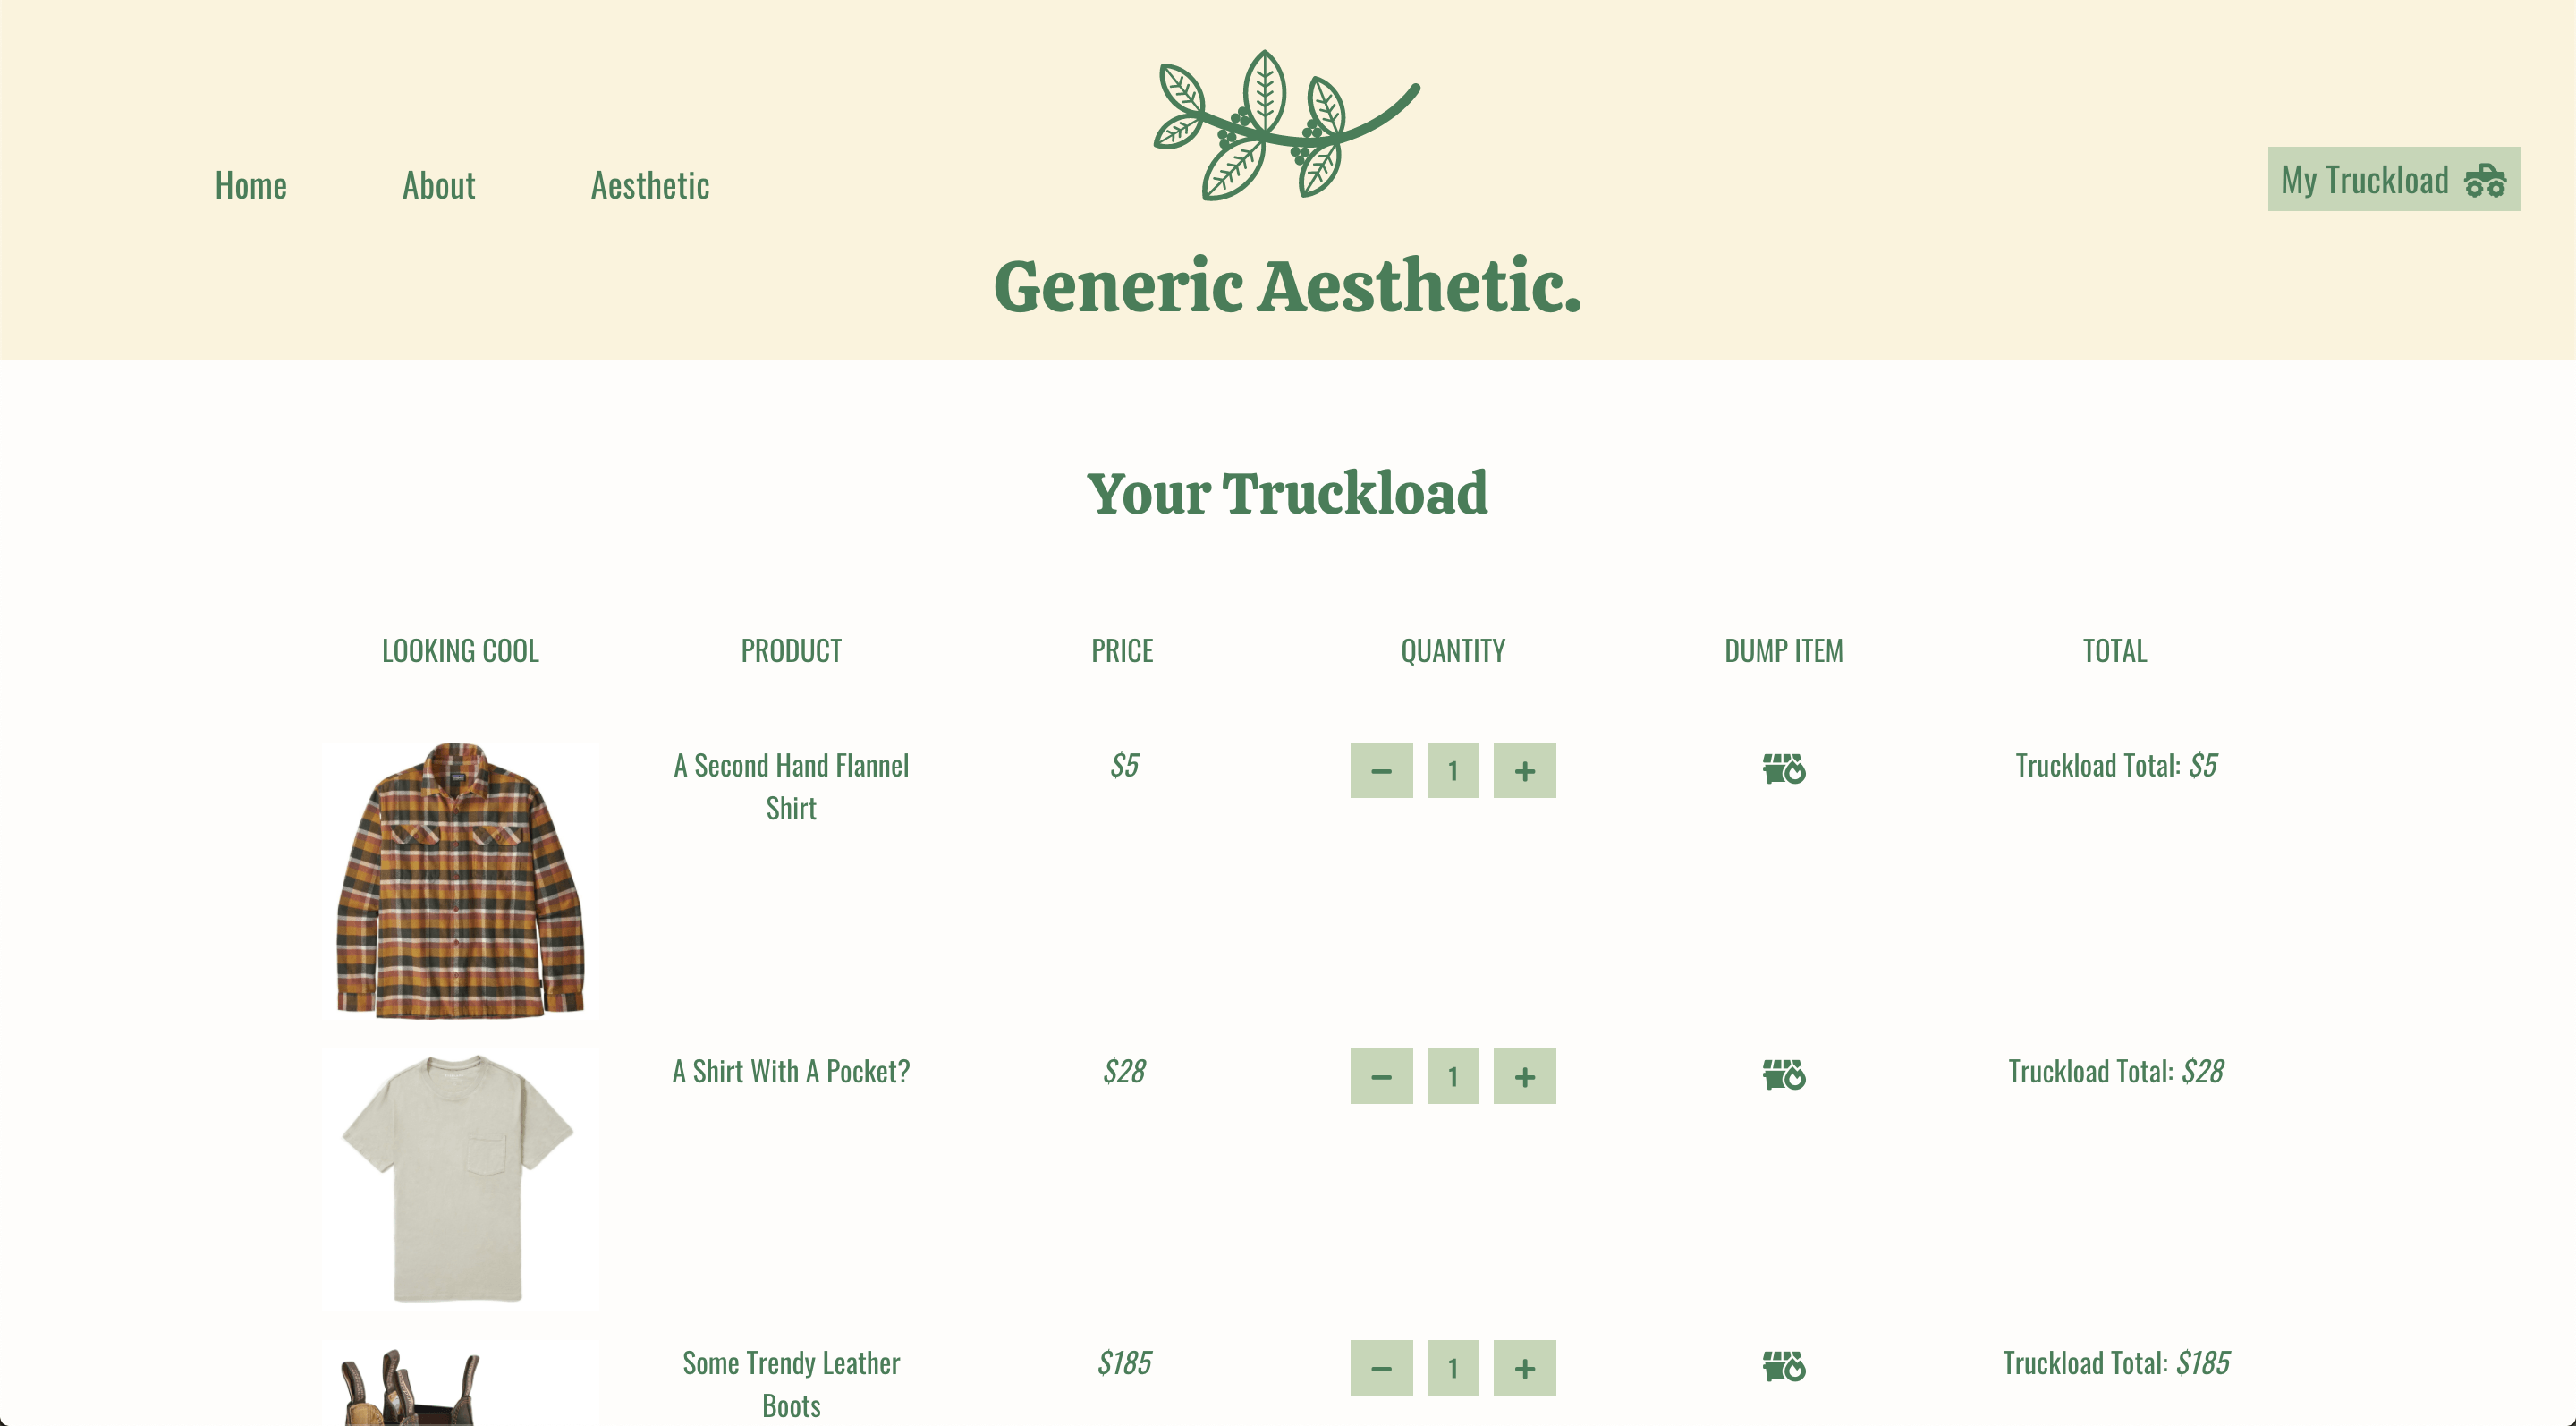 Home
About
Aesthetic
My Truckload
Generic Aesthetic.
Your Truckload
LOOKING COOL
PRODUCT
PRICE
QUANTITY
DUMP ITEM
TOTAL
A Second Hand Flannel
Shirt
$5
1
Truckload Total: $5
A Shirt With A Pocket?
$28
1
Truckload Total: $28
Some Trendy Leather
Boots
$185
1
Truckload Total: $185